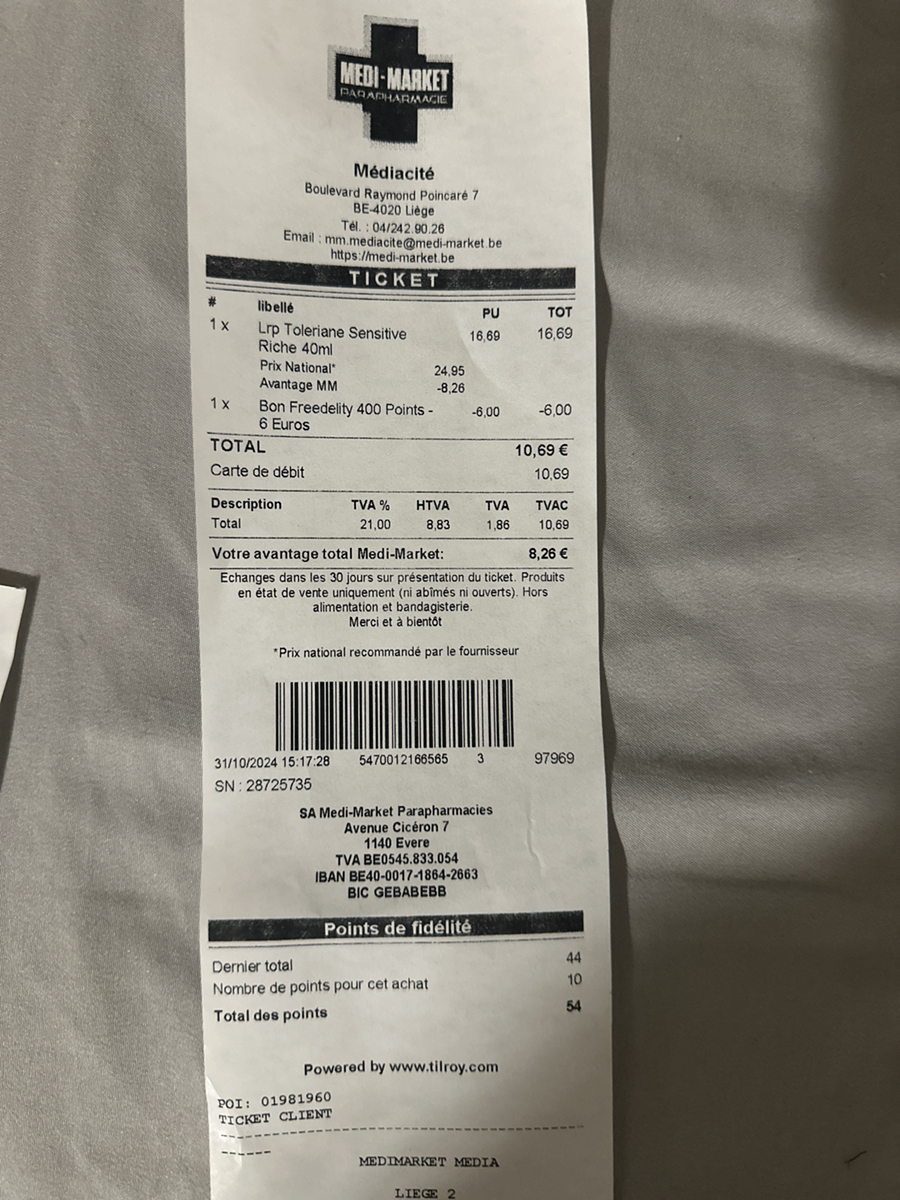 MEDI-MARKET
PARAPHARMACIE
Médiacité
Boulevard Raymond Poincaré 7
BE-4020 Liège
Tél. : 04/242.90.26
Email : mm.mediacite@medi-market.be
https://medi-market.be
TICKET
# libellé PU TOT
1 x Lrp Toleriane Sensitive 16,69 16,69
Riche 40ml
Prix National* 24,95
Avantage MM -8,26
1 x Bon Freedelity 400 Points - -6,00 -6,00
6 Euros
TOTAL 10,69 €
Carte de débit 10,69
Description TVA % HTVA TVA TVAC
Total 21,00 8,83 1,86 10,69
Votre avantage total Medi-Market: 8,26 €
Echanges dans les 30 jours sur présentation du ticket. Produits
en état de vente uniquement (ni abîmés ni ouverts). Hors
alimentation et bandagisterie.
Merci et à bientôt
*Prix national recommandé par le fournisseur
31/10/2024 15:17:28 5470012166565 3 97969
SN : 28725735
SA Medi-Market Parapharmacies
Avenue Cicéron 7
1140 Evere
TVA BE0545.833.054
IBAN BE40-0017-1864-2663
BIC GEBABEBB
Points de fidélité
Dernier total 44
Nombre de points pour cet achat 10
Total des points 54
Powered by www.tilroy.com
POI: 01981960
TICKET CLIENT
MEDIMARKET MEDIA
LIEGE 2